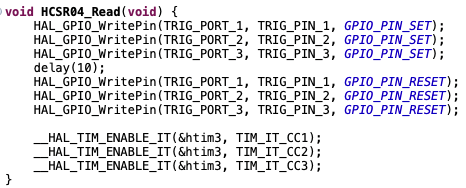 void HCSR04_Read(void) {
    HAL_GPIO_WritePin(TRIG_PORT_1, TRIG_PIN_1, GPIO_PIN_SET);
    HAL_GPIO_WritePin(TRIG_PORT_2, TRIG_PIN_2, GPIO_PIN_SET);
    HAL_GPIO_WritePin(TRIG_PORT_3, TRIG_PIN_3, GPIO_PIN_SET);
    delay(10);
    HAL_GPIO_WritePin(TRIG_PORT_1, TRIG_PIN_1, GPIO_PIN_RESET);
    HAL_GPIO_WritePin(TRIG_PORT_2, TRIG_PIN_2, GPIO_PIN_RESET);
    HAL_GPIO_WritePin(TRIG_PORT_3, TRIG_PIN_3, GPIO_PIN_RESET);

    __HAL_TIM_ENABLE_IT(&htim3, TIM_IT_CC1);
    __HAL_TIM_ENABLE_IT(&htim3, TIM_IT_CC2);
    __HAL_TIM_ENABLE_IT(&htim3, TIM_IT_CC3);
}